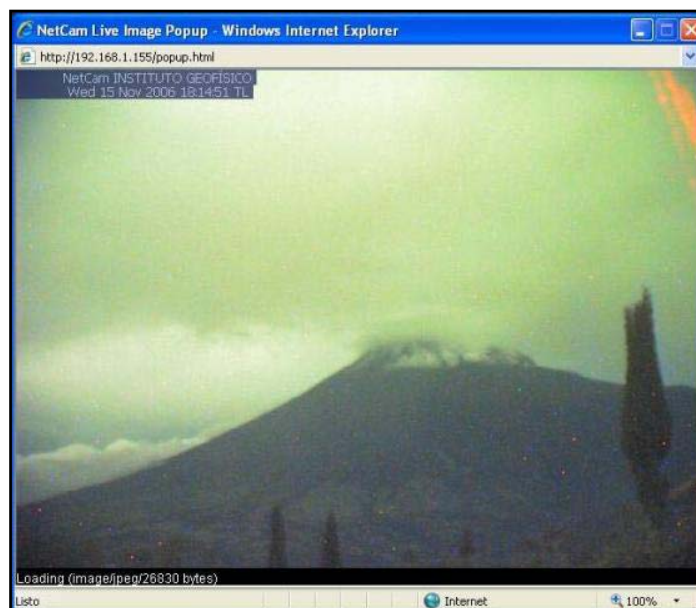 NetCam Live Image Popup - Windows Internet Explorer
http://192.168.1.155/popup.html
NetCam INSTITUTO GEOFÍSICO
Wed 15 Nov 2006 18:14:51 TL
Loading (image/jpeg/26830 bytes)
Listo Internet 100%